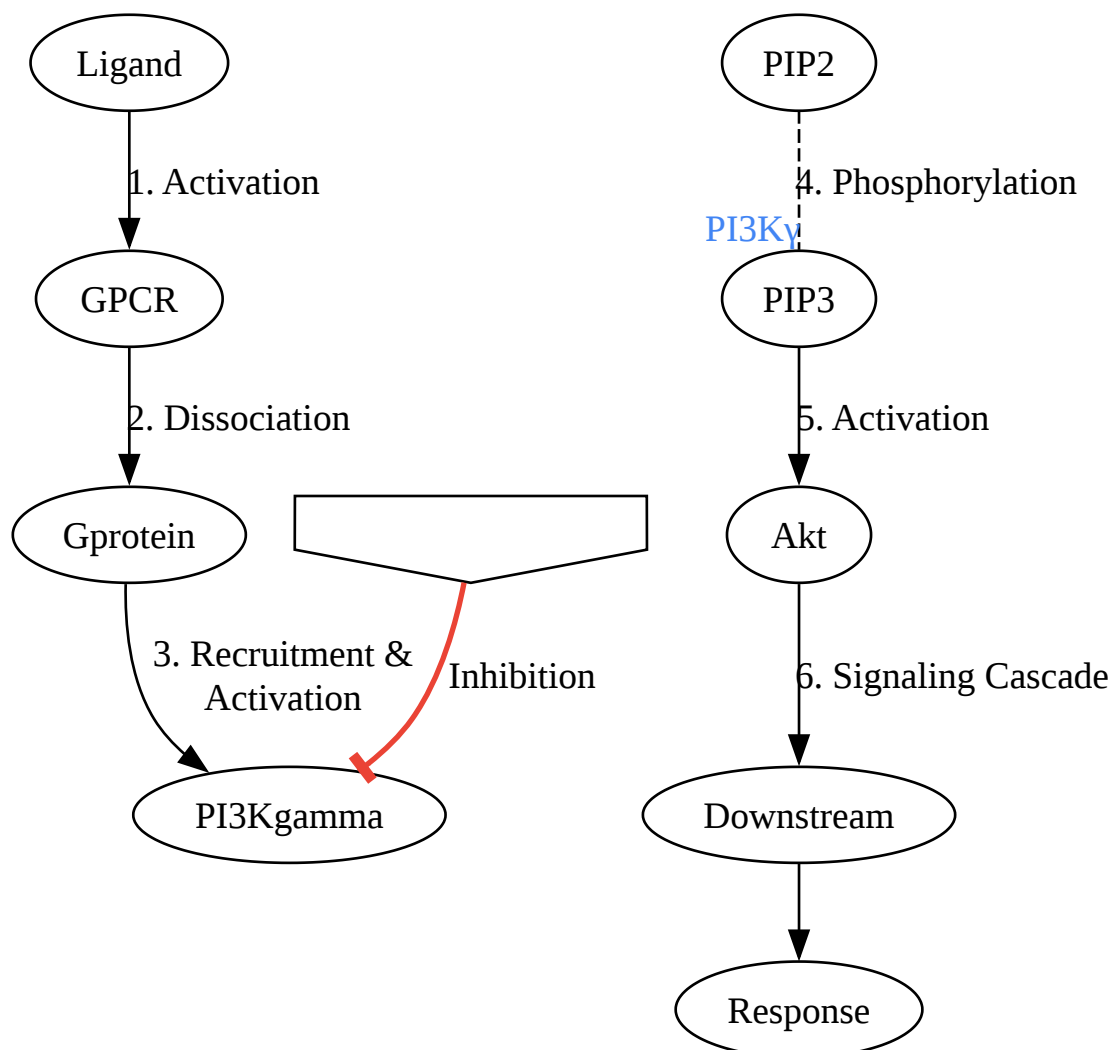 Ligand
PIP2
1. Activation
4. Phosphorylation
PI3Kγ
GPCR
PIP3
2. Dissociation
5. Activation
Gprotein
Akt
3. Recruitment &
Activation
Inhibition
6. Signaling Cascade
PI3Kgamma
Downstream
Response